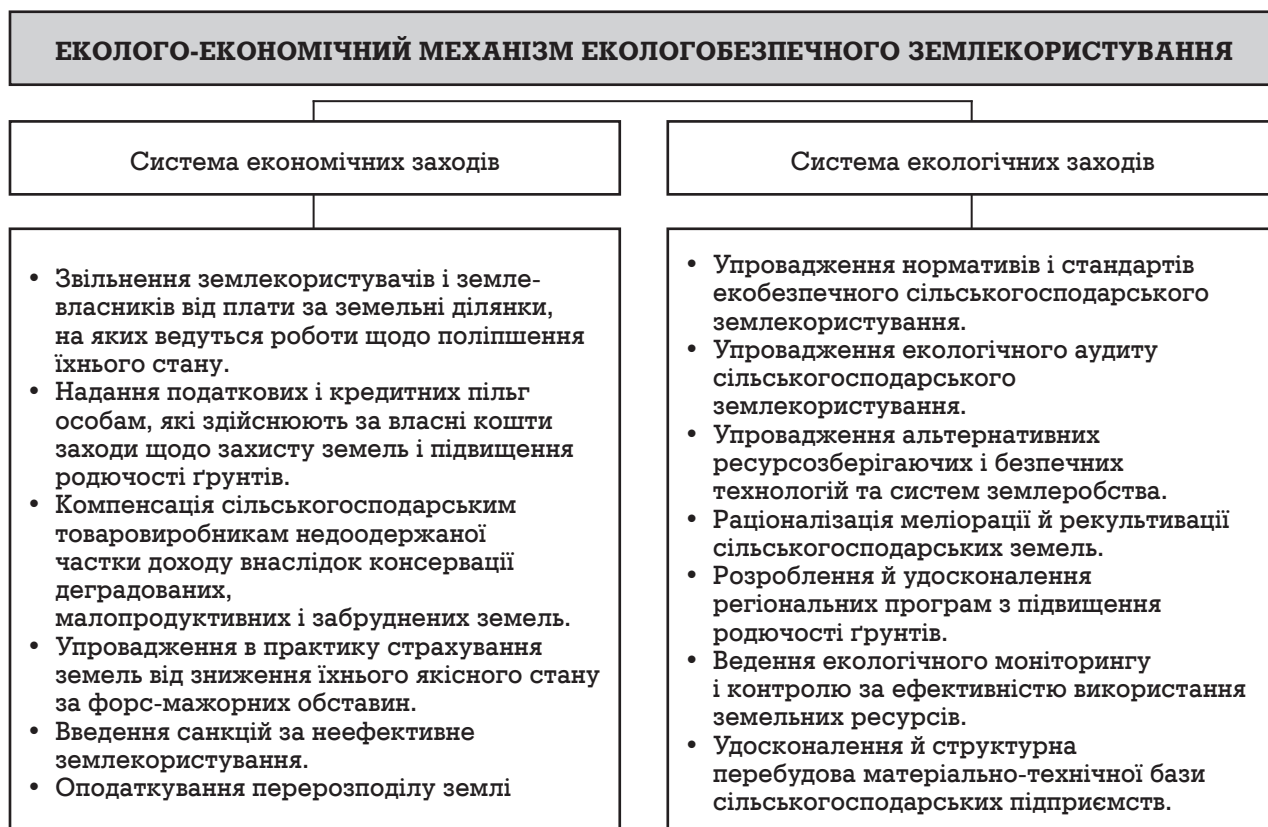 ЕКОЛОГО-ЕКОНОМІЧНИЙ МЕХАНІЗМ ЕКОЛОГОБЕЗПЕЧНОГО ЗЕМЛЕКОРИСТУВАННЯ
Система економічних заходів
• Звільнення землекористувачів і земле-
власників від плати за земельні ділянки,
на яких ведуться роботи щодо поліпшення
їхнього стану.
• Надання податкових і кредитних пільг
особам, які здійснюють за власні кошти
заходи щодо захисту земель і підвищення
родючості ґрунтів.
• Компенсація сільськогосподарським
товаровиробникам недоодержаної
частки доходу внаслідок консервації
деградованих,
малопродуктивних і забруднених земель.
• Упровадження в практику страхування
земель від зниження їхнього якісного стану
за форс-мажорних обставин.
• Введення санкцій за неефективне
землекористування.
• Оподаткування перерозподілу землі
Система екологічних заходів
• Упровадження нормативів і стандартів
екобезпечного сільськогосподарського
землекористування.
• Упровадження екологічного аудиту
сільськогосподарського
землекористування.
• Упровадження альтернативних
ресурсозберігаючих і безпечних
технологій та систем землеробства.
• Раціоналізація меліорації й рекультивації
сільськогосподарських земель.
• Розроблення й удосконалення
регіональних програм з підвищення
родючості ґрунтів.
• Ведення екологічного моніторингу
і контролю за ефективністю використання
земельних ресурсів.
• Удосконалення й структурна
перебудова матеріально-технічної бази
сільськогосподарських підприємств.